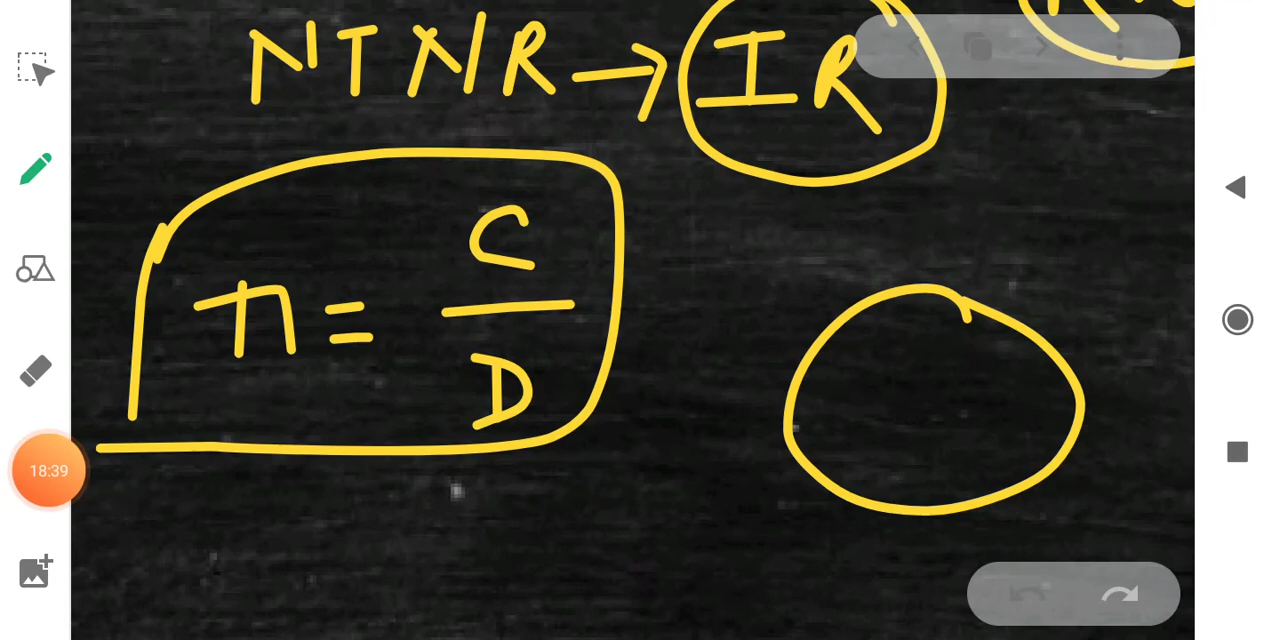 NTNR → IR
π = C
D
18:39